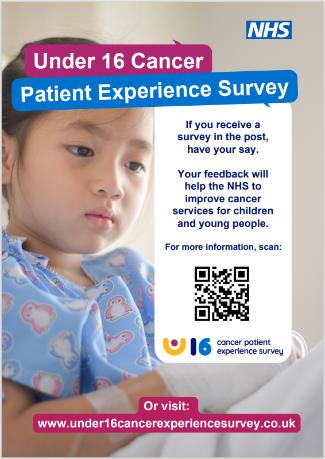 NHS
Under 16 Cancer
Patient Experience Survey
If you receive a
survey in the post,
have your say.
Your feedback will
help the NHS to
improve cancer
services for children
and young people.
For more information, scan:
U16 cancer patient
experience survey
Or visit:
www.under16cancerexperiencesurvey.co.uk